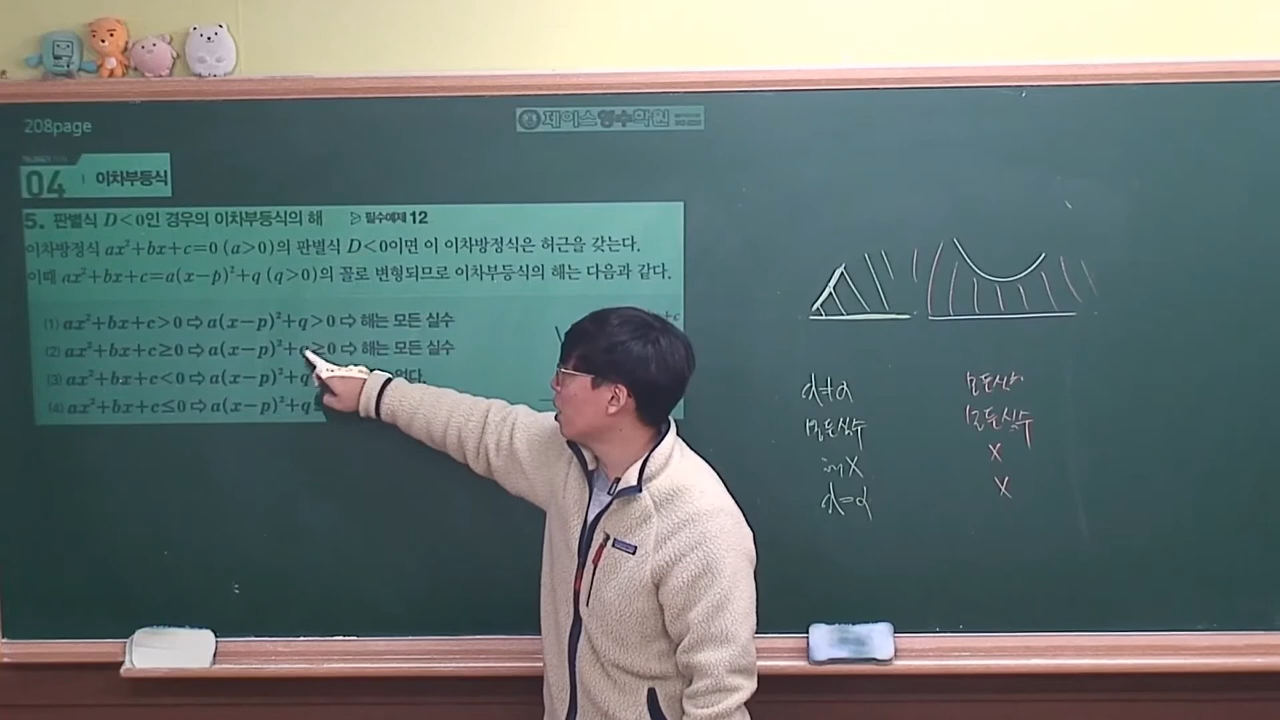 208page
제이스영수학원
04 이차부등식
5. 판별식 D<0인 경우의 이차부등식의 해 필수예제 12
이차방정식 ax²+bx+c=0 (a>0)의 판별식 D<0이면 이 이차방정식은 허근을 갖는다.
이때 ax²+bx+c=a(x-p)²+q (q>0)의 꼴로 변형되므로 이차부등식의 해는 다음과 같다.
(1) ax²+bx+c>0 ⇨ a(x-p)²+q>0 ⇨ 해는 모든 실수
(2) ax²+bx+c≥0 ⇨ a(x-p)²+q≥0 ⇨ 해는 모든 실수
(3) ax²+bx+c<0 ⇨ a(x-p)²+q 없다.
(4) ax²+bx+c≤0 ⇨ a(x-p)²+q≤
+c
x≠α
모든실수
해 X
x=α
모든실수
모든실수
X
X